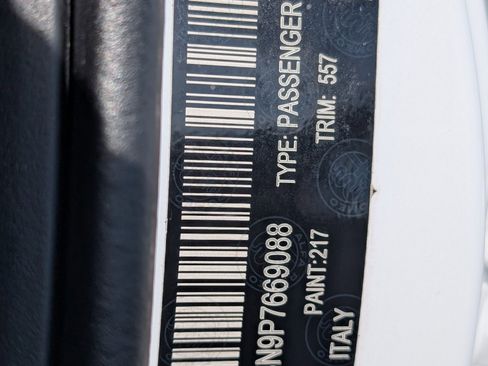 N9P7669088 TYPE: PASSENGER
PAINT:217 TRIM: 557
ITALY